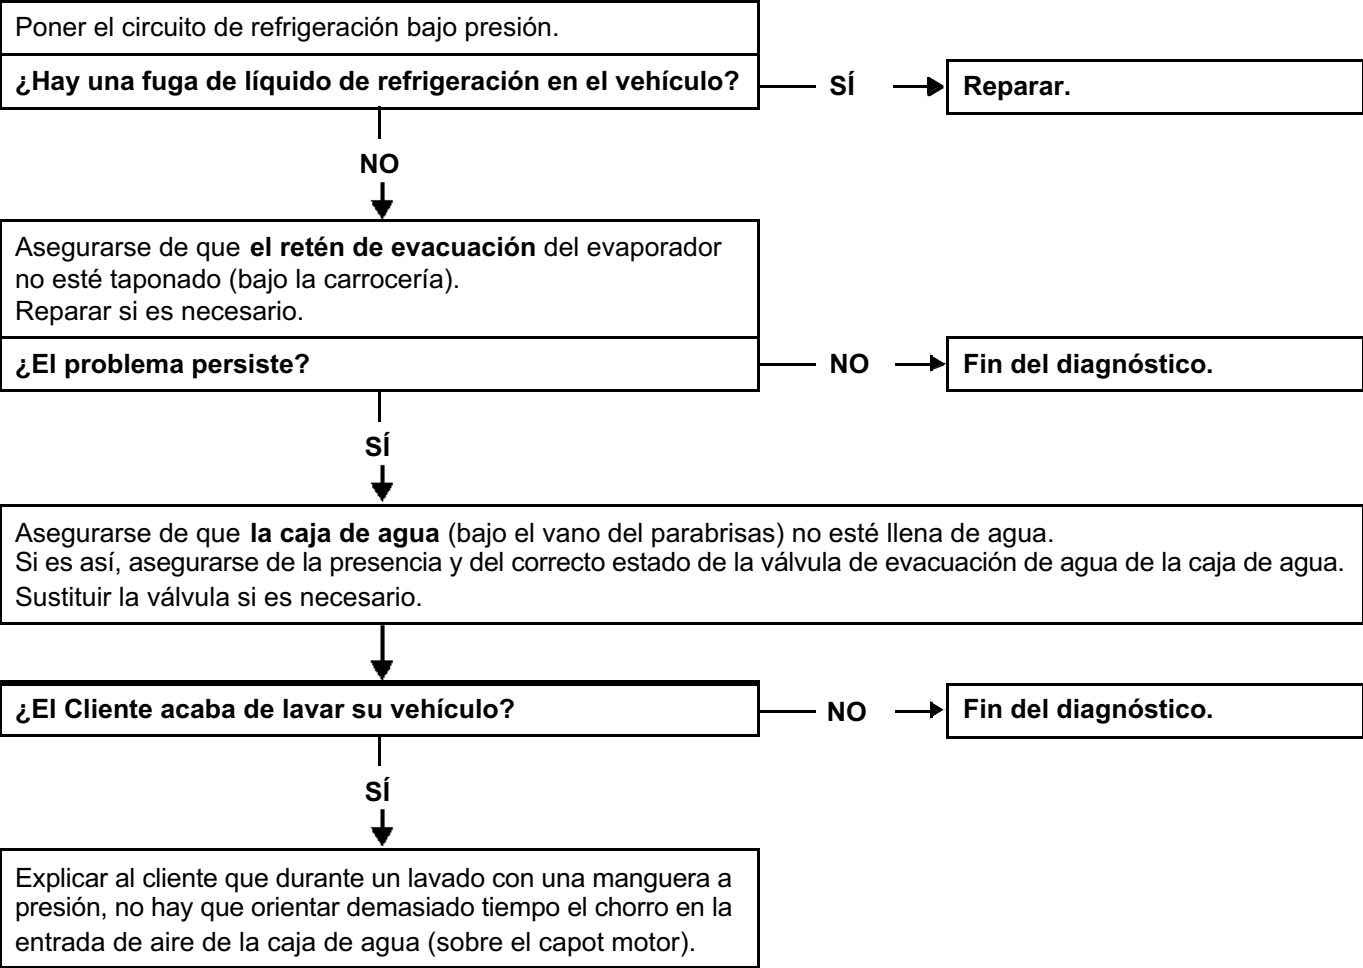 Poner el circuito de refrigeración bajo presión.
¿Hay una fuga de líquido de refrigeración en el vehículo?
SÍ
Reparar.
NO
Asegurarse de que el retén de evacuación del evaporador
no esté taponado (bajo la carrocería).
Reparar si es necesario.
¿El problema persiste?
NO
Fin del diagnóstico.
SÍ
Asegurarse de que la caja de agua (bajo el vano del parabrisas) no esté llena de agua.
Si es así, asegurarse de la presencia y del correcto estado de la válvula de evacuación de agua de la caja de agua.
Sustituir la válvula si es necesario.
¿El Cliente acaba de lavar su vehículo?
NO
Fin del diagnóstico.
SÍ
Explicar al cliente que durante un lavado con una manguera a
presión, no hay que orientar demasiado tiempo el chorro en la
entrada de aire de la caja de agua (sobre el capot motor).